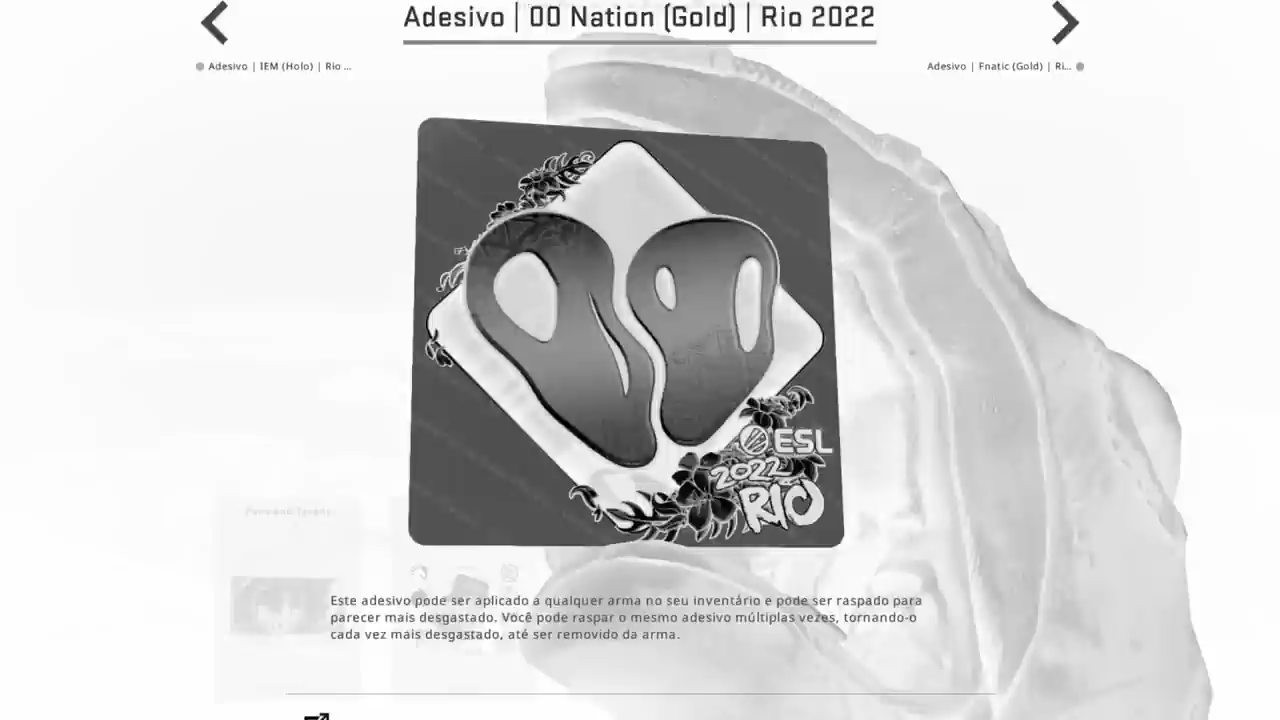 Adesivo | 00 Nation (Gold) | Rio 2022
Adesivo | IEM (Holo) | Rio ...
Adesivo | Fnatic (Gold) | Ri...
ESL
2022
RIO
Este adesivo pode ser aplicado a qualquer arma no seu inventário e pode ser raspado para
parecer mais desgastado. Você pode raspar o mesmo adesivo múltiplas vezes, tornando-o
cada vez mais desgastado, até ser removido da arma.